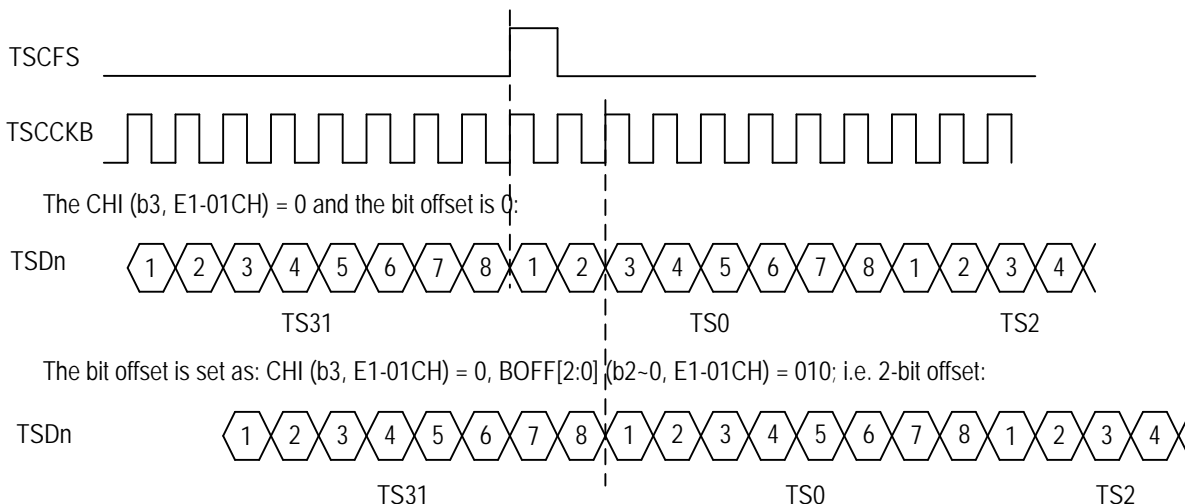 TSCFS
TSCCKB
The CHI (b3, E1-01CH) = 0 and the bit offset is 0:
TSDn 1 2 3 4 5 6 7 8 1 2 3 4 5 6 7 8 1 2 3 4
TS31 TS0 TS2
The bit offset is set as: CHI (b3, E1-01CH) = 0, BOFF[2:0] (b2~0, E1-01CH) = 010; i.e. 2-bit offset:
TSDn 1 2 3 4 5 6 7 8 1 2 3 4 5 6 7 8 1 2 3 4
TS31 TS0 TS2